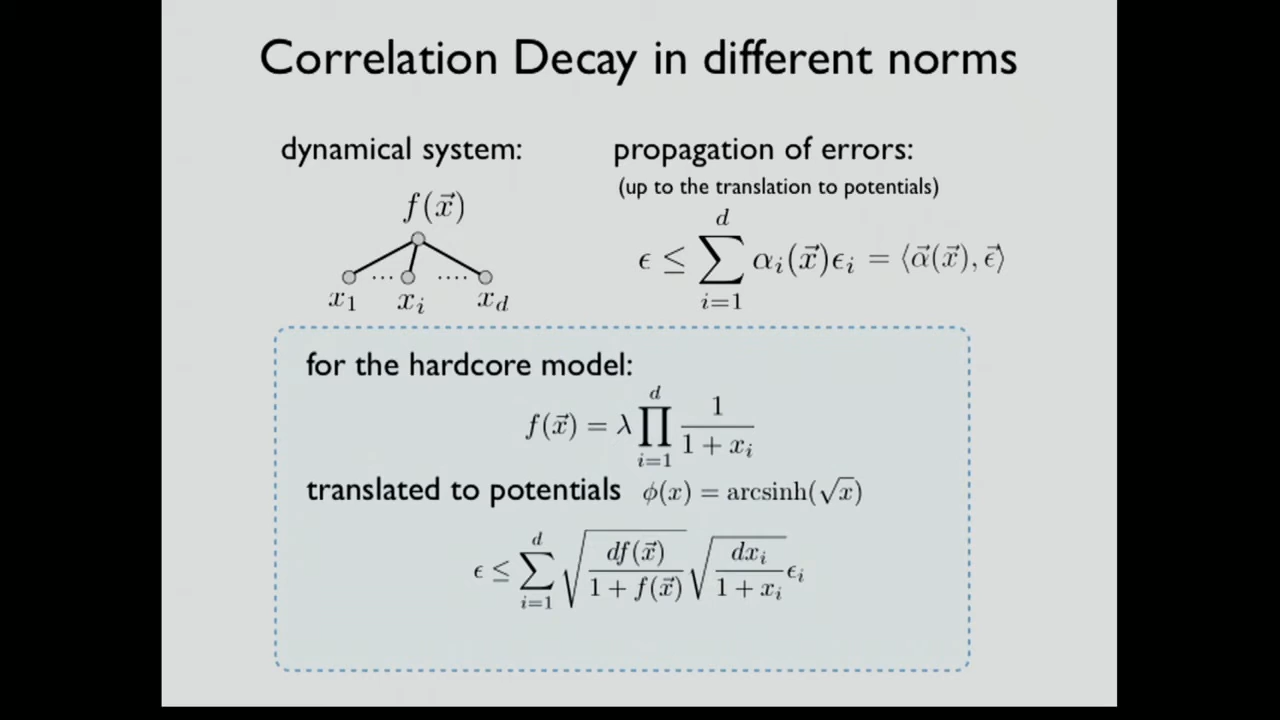 Correlation Decay in different norms
dynamical system:
f(x⃗)
x₁ ... xᵢ .... x_d
propagation of errors:
(up to the translation to potentials)
ϵ ≤ ∑_{i=1}^{d} αᵢ(x⃗)ϵᵢ = ⟨α⃗(x⃗), ϵ⃗⟩
for the hardcore model:
f(x⃗) = λ ∏_{i=1}^{d} 1/(1 + xᵢ)
translated to potentials ϕ(x) = arcsinh(√x)
ϵ ≤ ∑_{i=1}^{d} √(df(x⃗)/(1 + f(x⃗))) √(dxᵢ/(1 + xᵢ)) ϵᵢ